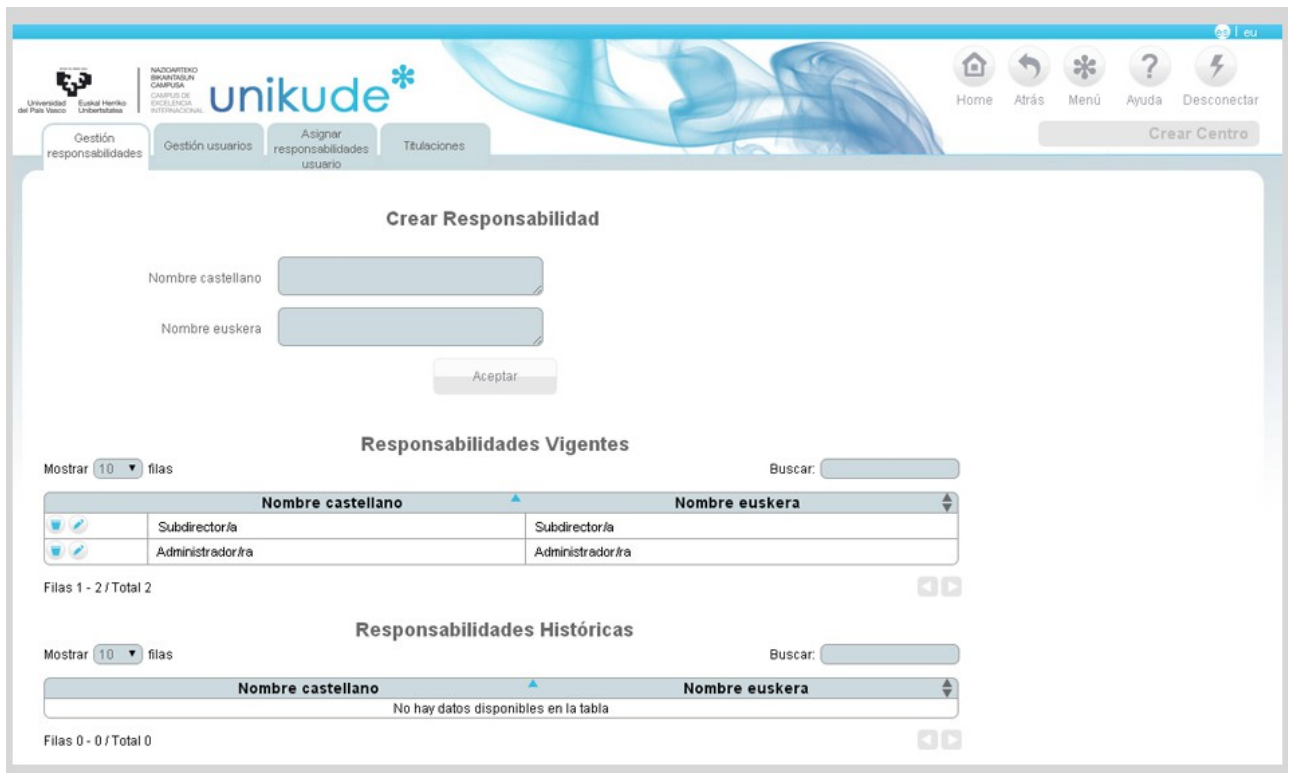 es | eu
Universidad del País Vasco
Euskal Herriko Unibertsitatea
NAZIOARTEKO
BIKAINTASUN
CAMPUSA
CAMPUS DE
EXCELENCIA
INTERNACIONAL
unikude*
Home Atrás Menú Ayuda Desconectar
Crear Centro
Gestión responsabilidades
Gestión usuarios
Asignar responsabilidades usuario
Titulaciones
Crear Responsabilidad
Nombre castellano
Nombre euskera
Aceptar
Responsabilidades Vigentes
Mostrar 10 filas Buscar:
Nombre castellano Nombre euskera
Subdirector/a Subdirector/a
Administrador/ra Administrador/ra
Filas 1 - 2 / Total 2
Responsabilidades Históricas
Mostrar 10 filas Buscar:
Nombre castellano Nombre euskera
No hay datos disponibles en la tabla
Filas 0 - 0 / Total 0